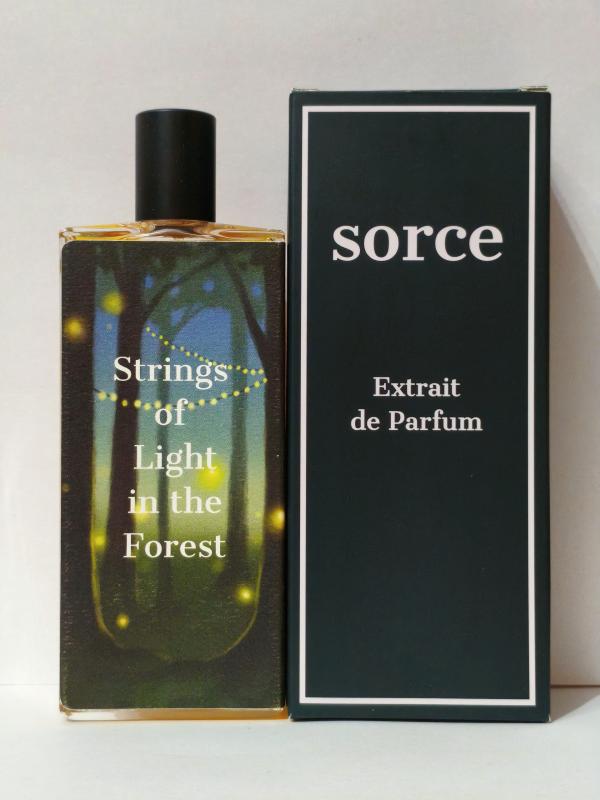 Strings
of
Light
in the
Forest
sorce
Extrait
de Parfum